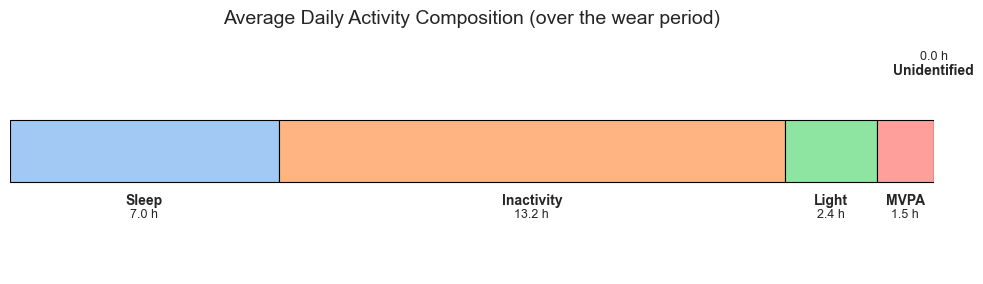 Average Daily Activity Composition (over the wear period)
0.0 h
Unidentified
Sleep
7.0 h
Inactivity
13.2 h
Light
2.4 h
MVPA
1.5 h